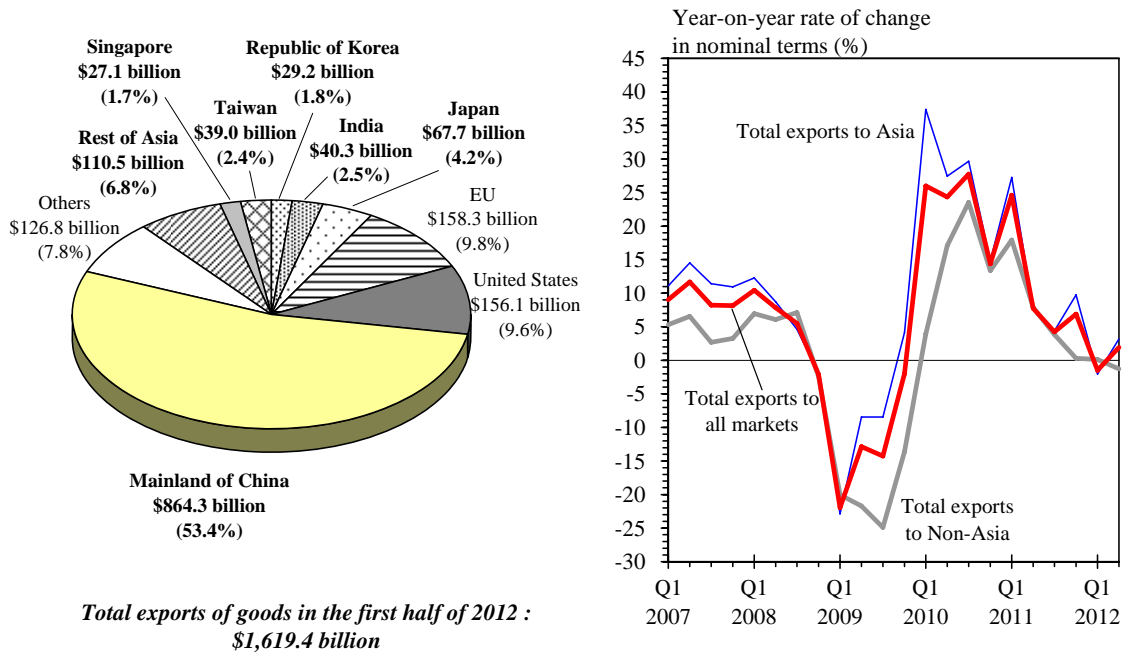 Singapore
$27.1 billion
(1.7%)
Republic of Korea
$29.2 billion
(1.8%)
Taiwan
$39.0 billion
(2.4%)
India
$40.3 billion
(2.5%)
Japan
$67.7 billion
(4.2%)
Rest of Asia
$110.5 billion
(6.8%)
Others
$126.8 billion
(7.8%)
EU
$158.3 billion
(9.8%)
United States
$156.1 billion
(9.6%)
Mainland of China
$864.3 billion
(53.4%)
Total exports of goods in the first half of 2012 :
$1,619.4 billion
Year-on-year rate of change
in nominal terms (%)
45
40
35
30
25
20
15
10
5
0
-5
-10
-15
-20
-25
-30
Total exports to Asia
Total exports to
all markets
Total exports
to Non-Asia
Q1 Q1 Q1 Q1 Q1 Q1
2007 2008 2009 2010 2011 2012